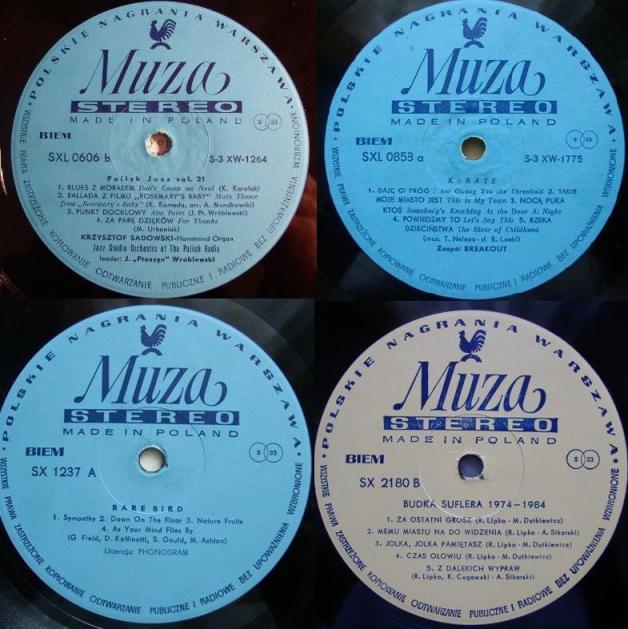 · POLSKIE NAGRANIA WARSZAWA ·
Muza
STEREO
MADE IN POLAND
BIEM
S 33
SXL 0606 b
S-3 XW-1264
Polish Jazz vol. 21
1. BLUES Z MORAŁEM Don't Count on Neol (K. Karelak)
2. BALLADA Z FILMU „ROSEMARY'S BABY" Main Theme
from „Rosemary's Baby" (K. Komeda, arr. A. Mundkowski)
3. PUNKT DOCELOWY Aim Point (J. Pt. Wróblewski)
4. ZA PARĘ DZIĘKÓW For Thanks
(M. Urbaniak)
KRZYSZTOF SADOWSKI-Hammond Organ
Jazz Studio Orchestra of The Polish Radio
leader: J. „Ptaszyn" Wróblewski
WSZYSTKIE PRAWA ZASTRZEŻONE KOPIOWANIE ODTWARZANIE PUBLICZNE I RADIOWE BEZ UPOWAŻNIENIA WZBRONIONE
· POLSKIE NAGRANIA WARSZAWA ·
Muza
STEREO
MADE IN POLAND
BIEM
S 33
SXL 0858 a
S-3 XW-1775
KARATE
1. DAJĘ CI PRÓG I Am Giving You the Threshold 2. TAKIE
MOJE MIASTO JEST This is My Town 3. NOCĄ PUKA
KTOŚ Somebody's Knocking At the Door At Night
4. POWIEDZMY TO Let's Say This 5. RZEKA
DZIECIŃSTWA The River of Childhood
(muz. T. Nalepa-sł. B. Loebl)
Zespół BREAKOUT
WSZYSTKIE PRAWA ZASTRZEŻONE KOPIOWANIE ODTWARZANIE PUBLICZNE I RADIOWE BEZ UPOWAŻNIENIA WZBRONIONE
· POLSKIE NAGRANIA WARSZAWA ·
Muza
STEREO
MADE IN POLAND
BIEM
S 33
SX 1237 A
RARE BIRD
1. Sympathy 2. Down On The Floor 3. Nature Fruits
4. As Your Mind Flies By
(G. Field, D. Kaffinetti, S. Gould, M. Ashton)
Licencja: PHONOGRAM
WSZYSTKIE PRAWA ZASTRZEŻONE KOPIOWANIE ODTWARZANIE PUBLICZNE I RADIOWE BEZ UPOWAŻNIENIA WZBRONIONE
· POLSKIE NAGRANIA WARSZAWA ·
Muza
STEREO
MADE IN POLAND
BIEM
S 33
SX 2180 B
BUDKA SUFLERA 1974–1984
1. ZA OSTATNI GROSZ (R. Lipko - M. Dutkiewicz)
2. MEMU MIASTU NA DO WIDZENIA (R. Lipko - A. Sikorski)
3. JOLKA, JOLKA PAMIĘTASZ (R. Lipko - M. Dutkiewicz)
4. CZAS OŁOWIU (R. Lipko - M. Dutkiewicz)
5. Z DALEKICH WYPRAW
(R. Lipko, K. Cugowski - A. Sikorski)
WSZYSTKIE PRAWA ZASTRZEŻONE KOPIOWANIE ODTWARZANIE PUBLICZNE I RADIOWE BEZ UPOWAŻNIENIA WZBRONIONE